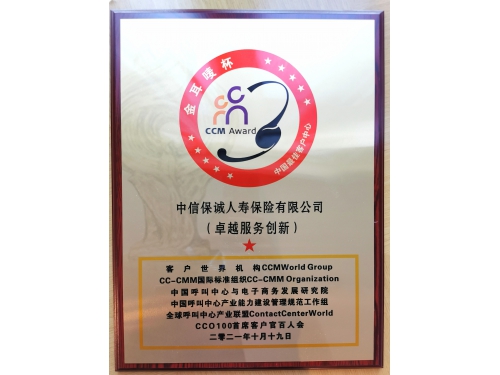 金耳唛杯
CCM Award
中国最佳客户中心
中信保诚人寿保险有限公司
（卓越服务创新）
客户世界机构CCMWorld Group
CC-CMM国际标准组织CC-CMM Organization
中国呼叫中心与电子商务发展研究院
中国呼叫中心产业能力建设管理规范工作组
全球呼叫中心产业联盟ContactCenterWorld
CCO100首席客户官百人会
二零二一年十月十九日